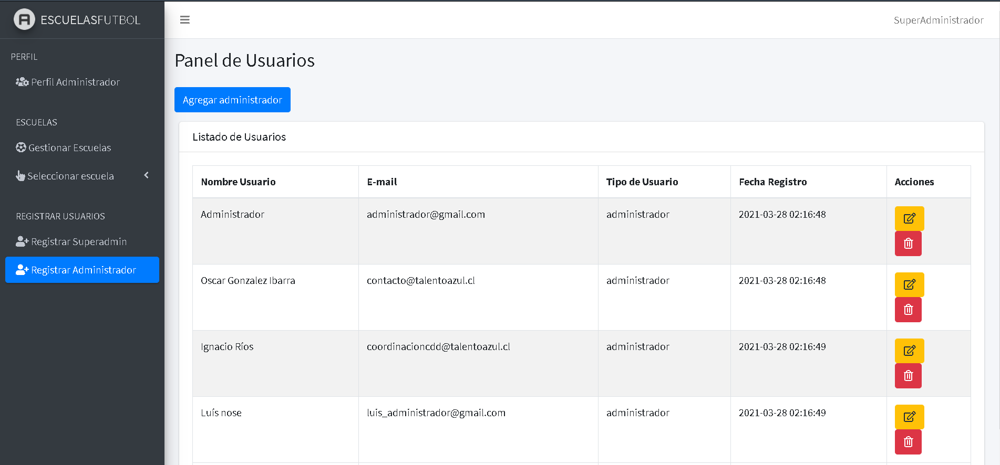 ESCUELASFUTBOL
SuperAdministrador
PERFIL
Perfil Administrador
ESCUELAS
Gestionar Escuelas
Seleccionar escuela
REGISTRAR USUARIOS
Registrar Superadmin
Registrar Administrador
Panel de Usuarios
Agregar administrador
Listado de Usuarios
Nombre Usuario E-mail Tipo de Usuario Fecha Registro Acciones
Administrador administrador@gmail.com administrador 2021-03-28 02:16:48
Oscar Gonzalez Ibarra contacto@talentoazul.cl administrador 2021-03-28 02:16:48
Ignacio Ríos coordinacioncdd@talentoazul.cl administrador 2021-03-28 02:16:49
Luís nose luis_administrador@gmail.com administrador 2021-03-28 02:16:49